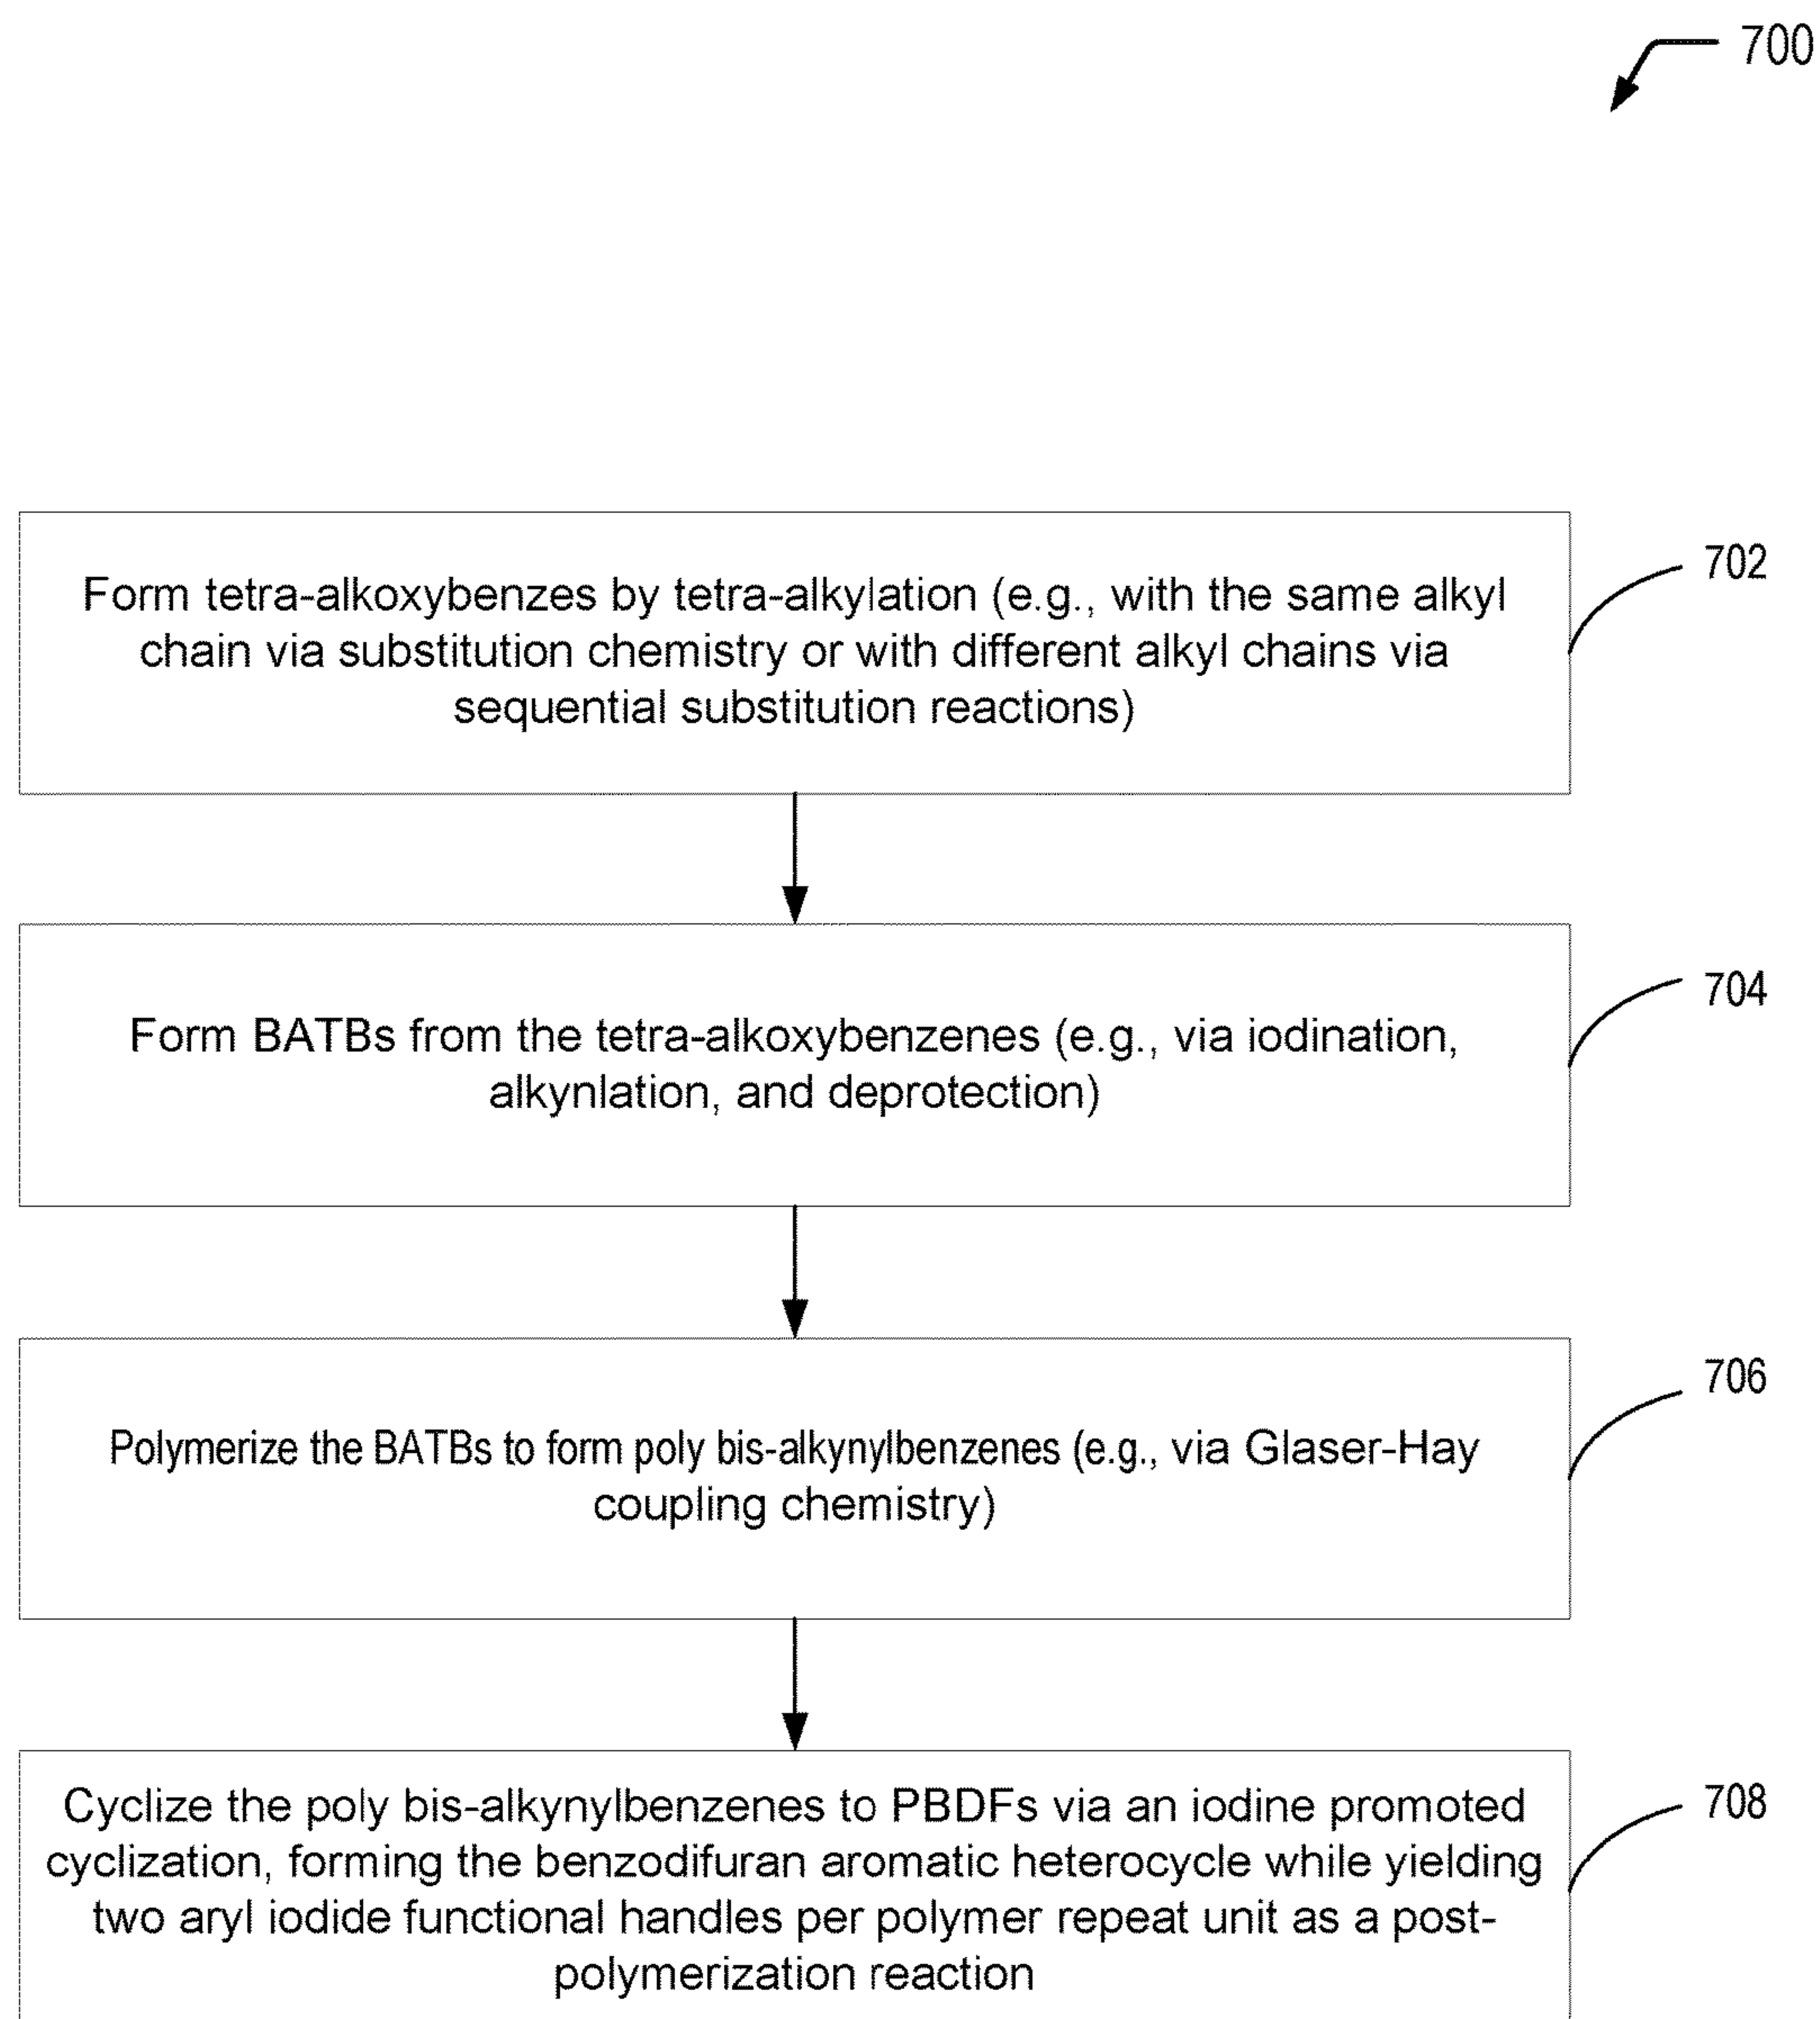 700
Form tetra-alkoxybenzes by tetra-alkylation (e.g., with the same alkyl
chain via substitution chemistry or with different alkyl chains via
sequential substitution reactions)
702
Form BATBs from the tetra-alkoxybenzenes (e.g., via iodination,
alkynlation, and deprotection)
704
Polymerize the BATBs to form poly bis-alkynylbenzenes (e.g., via Glaser-Hay
coupling chemistry)
706
Cyclize the poly bis-alkynylbenzenes to PBDFs via an iodine promoted
cyclization, forming the benzodifuran aromatic heterocycle while yielding
two aryl iodide functional handles per polymer repeat unit as a post-
polymerization reaction
708